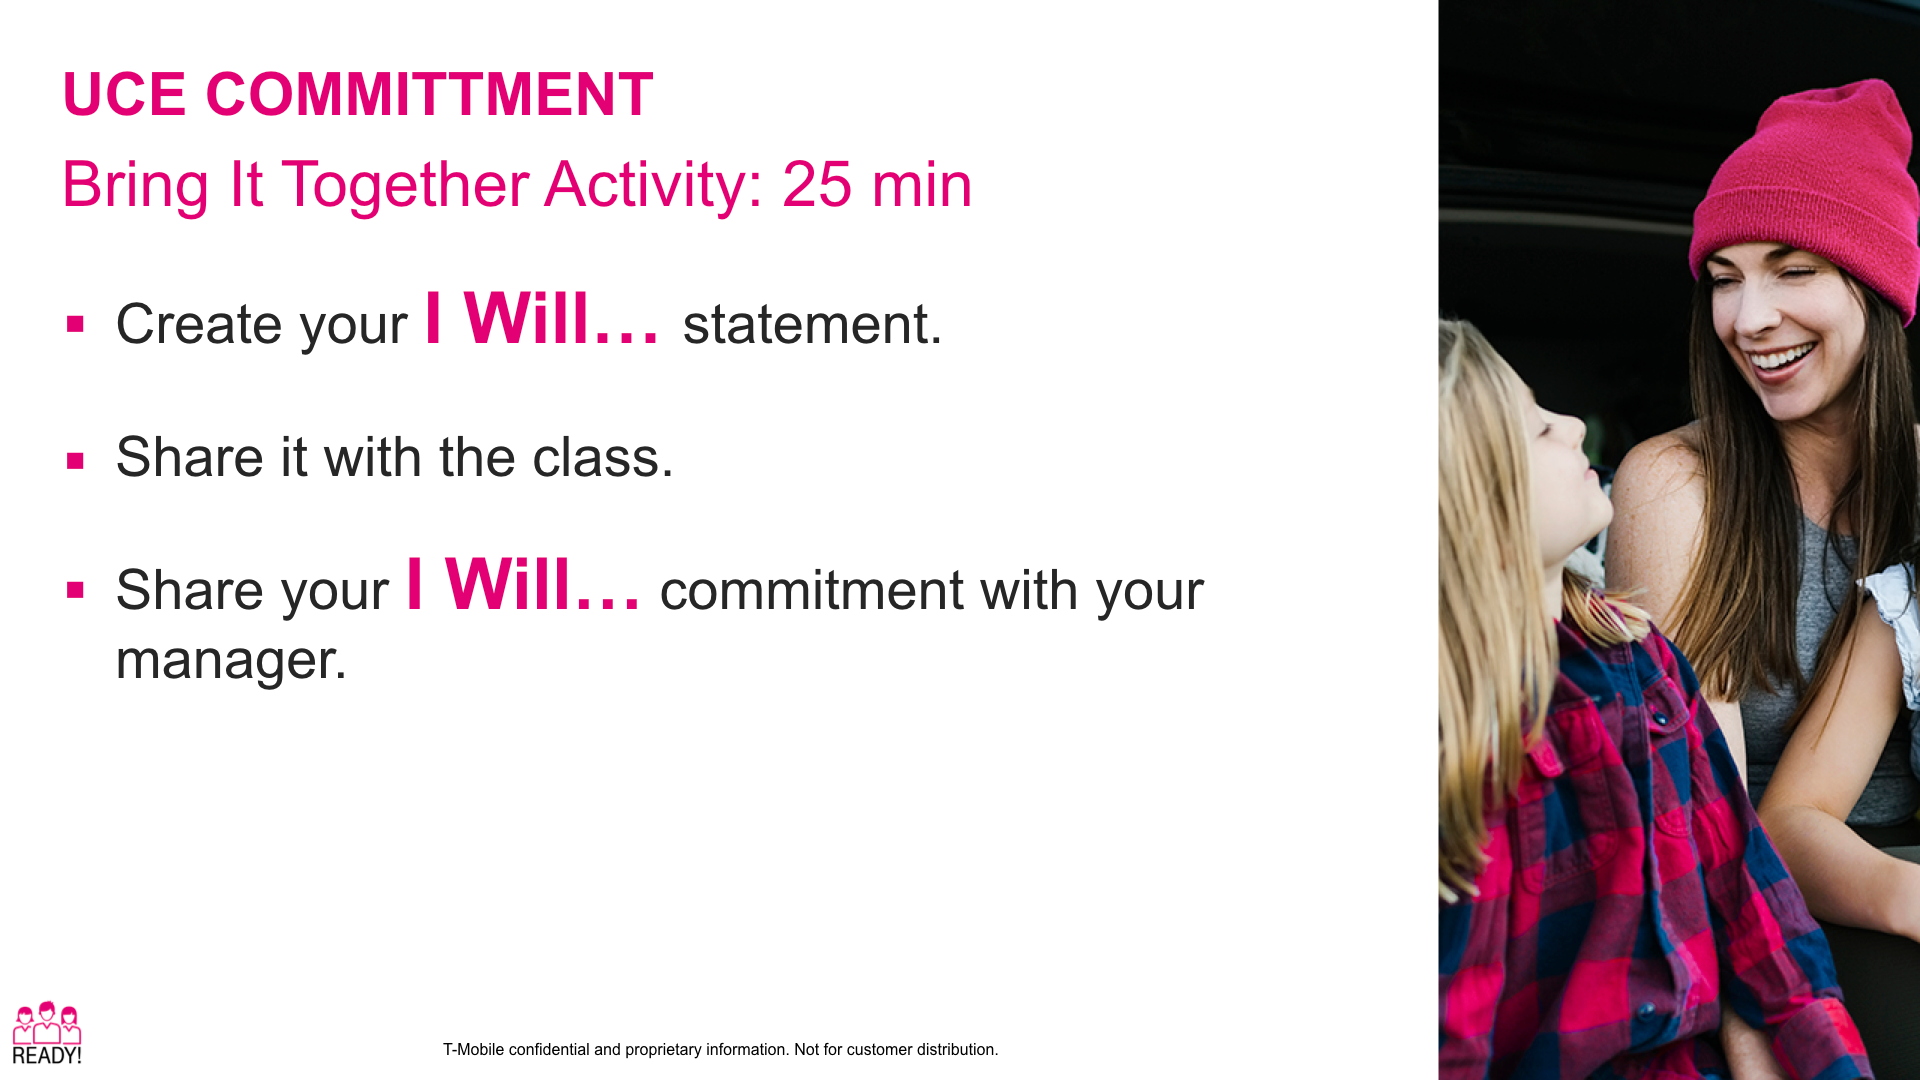 UCE COMMITTMENT
Bring It Together Activity: 25 min
▪ Create your I Will… statement.
▪ Share it with the class.
▪ Share your I Will… commitment with your
manager.
READY!
T-Mobile confidential and proprietary information. Not for customer distribution.